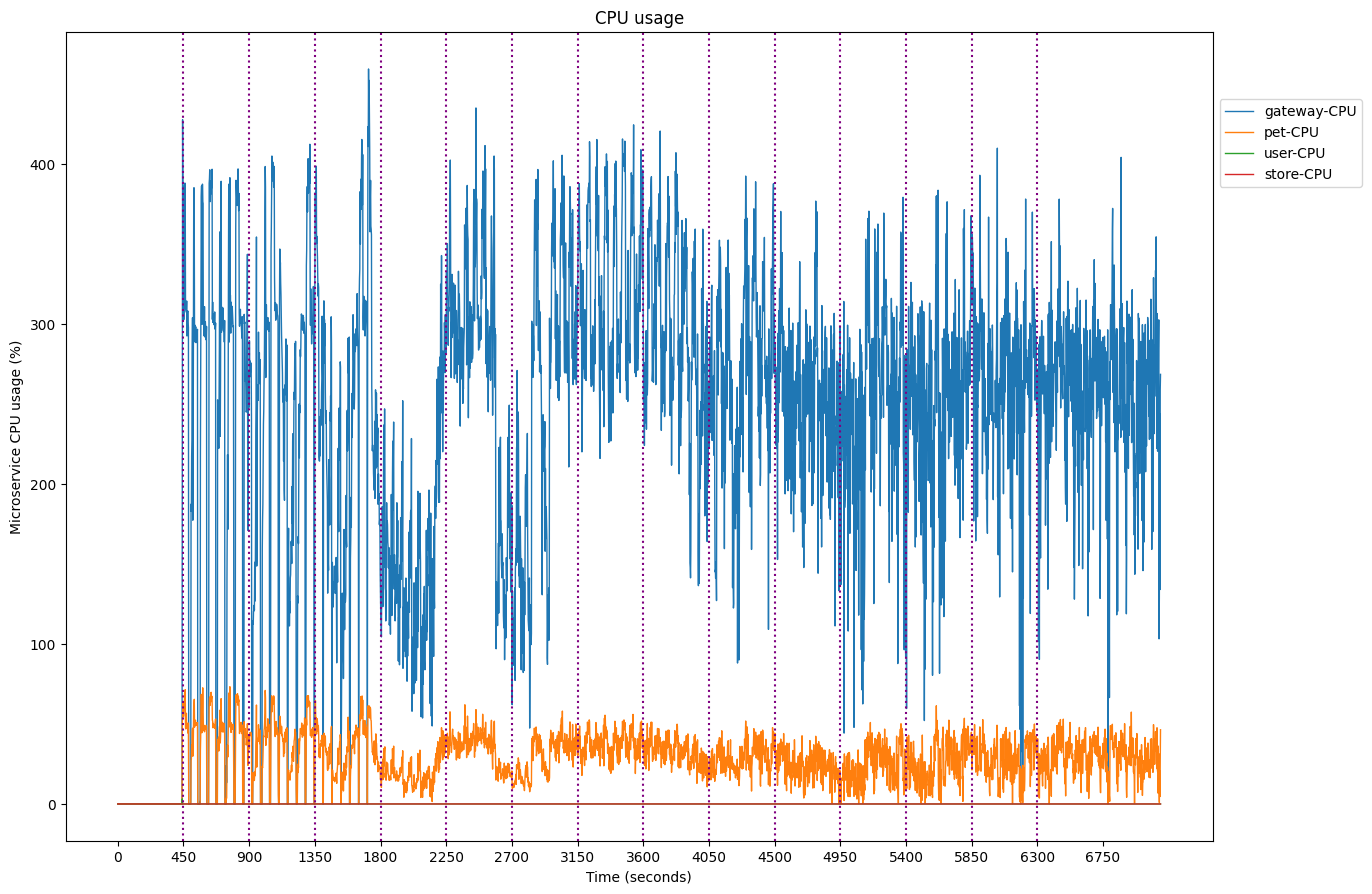 CPU usage
gateway-CPU
pet-CPU
user-CPU
store-CPU
Microservice CPU usage (%)
400
300
200
100
0
0 450 900 1350 1800 2250 2700 3150 3600 4050 4500 4950 5400 5850 6300 6750
Time (seconds)